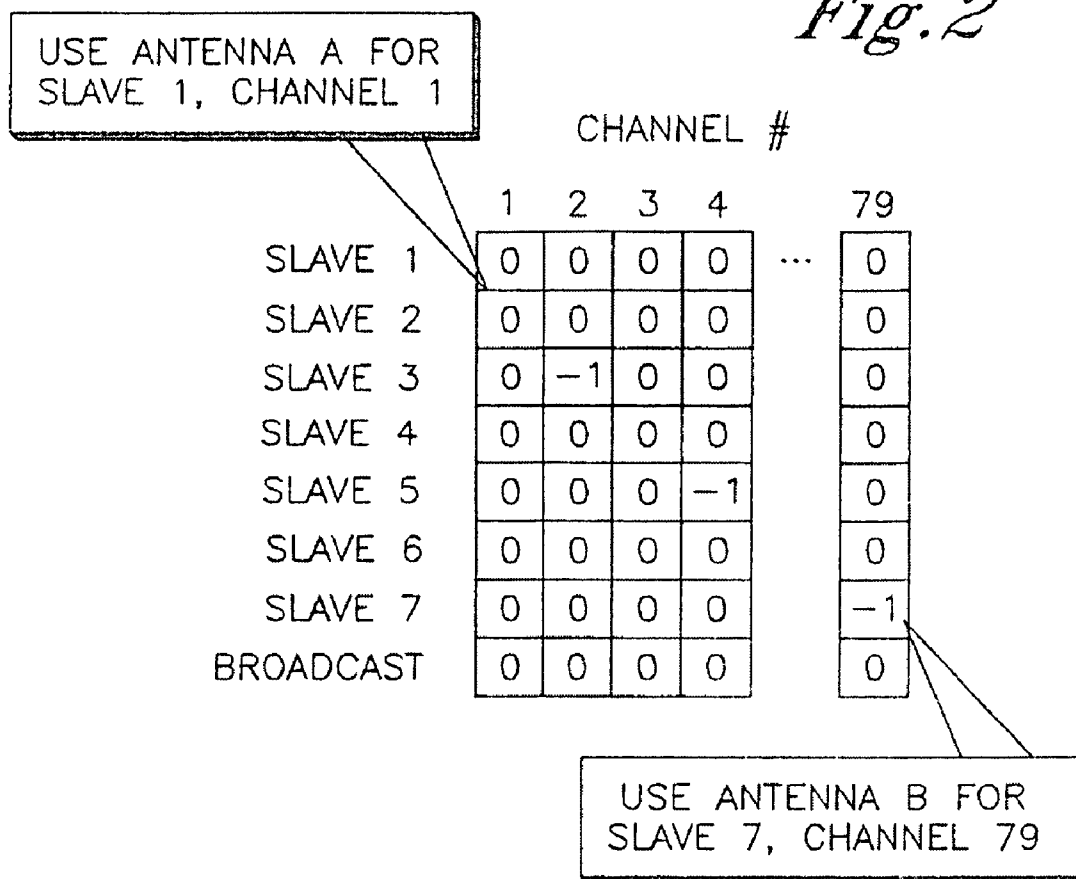 Fig. 2
USE ANTENNA A FOR
SLAVE 1, CHANNEL 1
CHANNEL #
1 2 3 4 79
SLAVE 1 0 0 0 0 ... 0
SLAVE 2 0 0 0 0 0
SLAVE 3 0 -1 0 0 0
SLAVE 4 0 0 0 0 0
SLAVE 5 0 0 0 -1 0
SLAVE 6 0 0 0 0 0
SLAVE 7 0 0 0 0 -1
BROADCAST 0 0 0 0 0
USE ANTENNA B FOR
SLAVE 7, CHANNEL 79